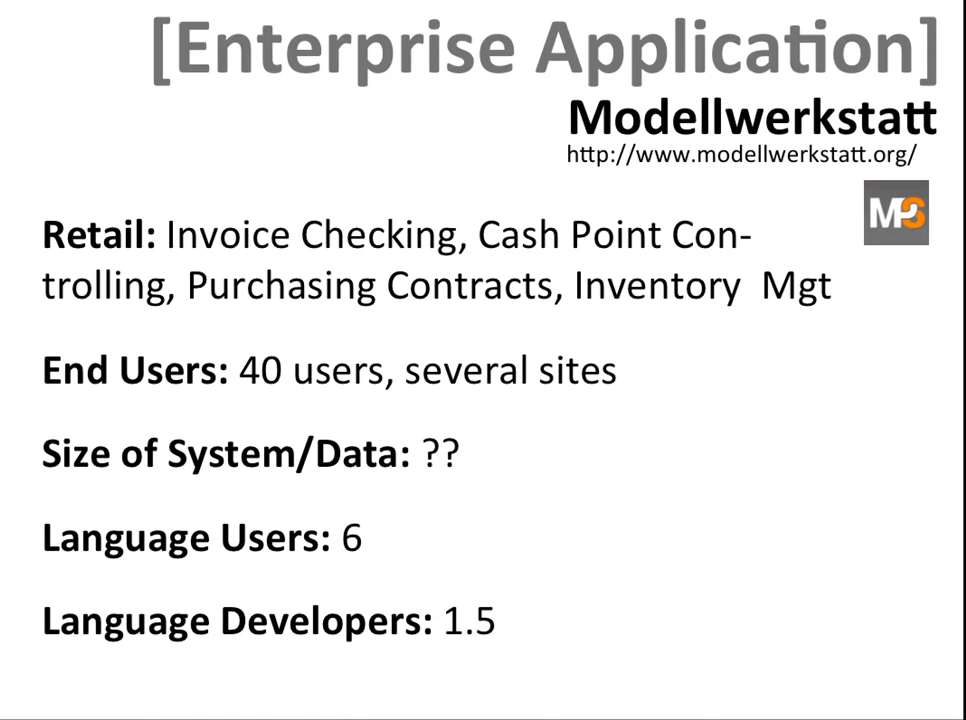 [Enterprise Application]
Modellwerkstatt
http://www.modellwerkstatt.org/
MPS
Retail: Invoice Checking, Cash Point Con-
trolling, Purchasing Contracts, Inventory Mgt
End Users: 40 users, several sites
Size of System/Data: ??
Language Users: 6
Language Developers: 1.5